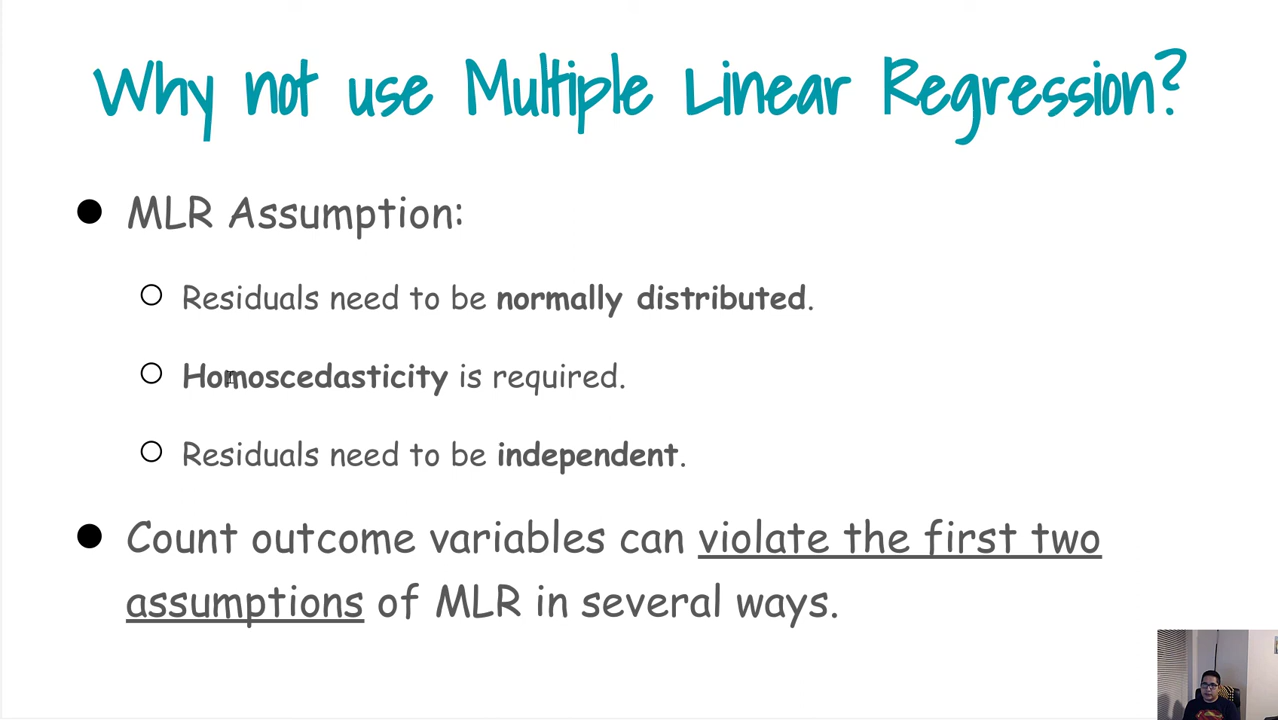 Why not use Multiple Linear Regression?
MLR Assumption:
Residuals need to be normally distributed.
Homoscedasticity is required.
Residuals need to be independent.
Count outcome variables can violate the first two
assumptions of MLR in several ways.